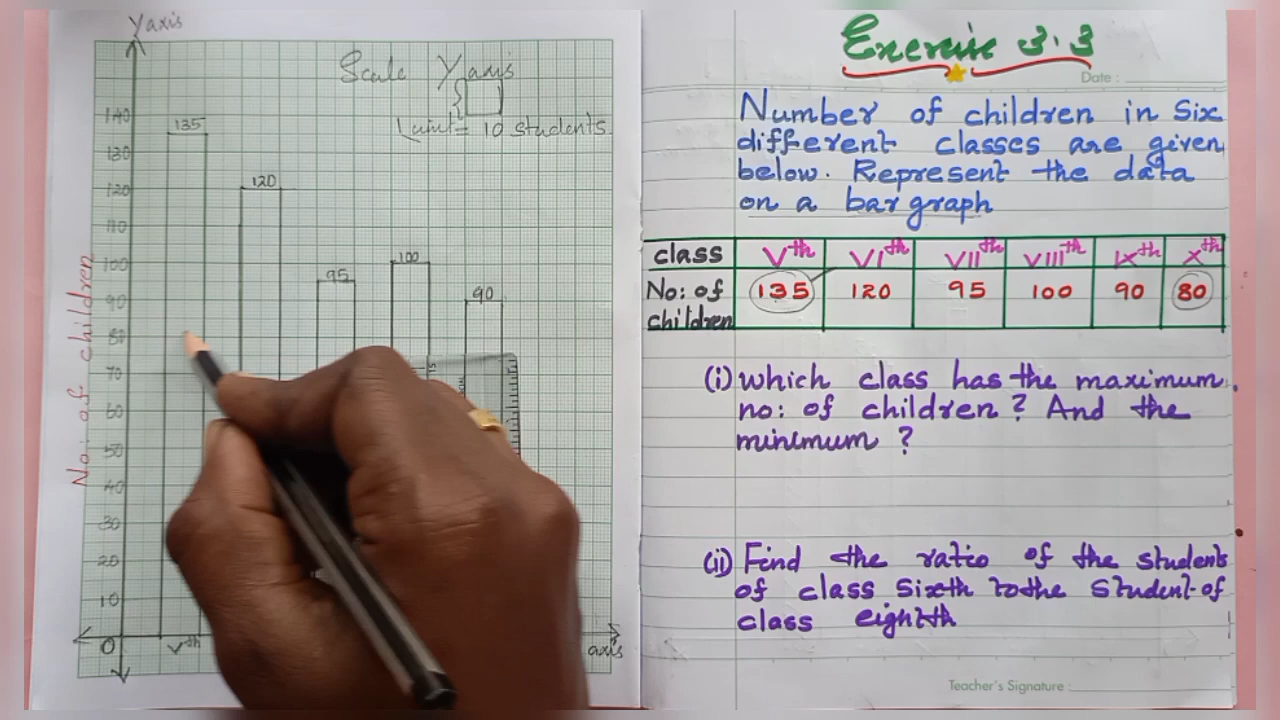 Y axis
Scale Y axis
1 unit = 10 students
140
135
130
120
120
110
100
100
95
90
90
80
70
60
50
40
30
20
10
0
No: of children
Vth
axis
Exercise 3.3
Date :
Number of children in Six
different classes are given
below. Represent the data
on a bar graph
class Vth VIth VIIth VIIIth IXth Xth
No: of children 135 120 95 100 90 80
(i) which class has the maximum
no: of children ? And the
minimum ?
(ii) Find the ratio of the students
of class Sixth to the Student of
class eighth
Teacher's Signature :